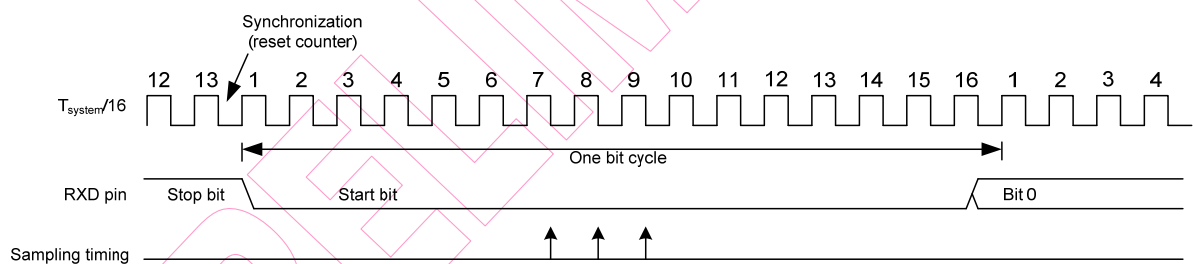 Synchronization
(reset counter)
12 13 1 2 3 4 5 6 7 8 9 10 11 12 13 14 15 16 1 2 3 4
Tsystem/16
One bit cycle
RXD pin Stop bit Start bit Bit 0
Sampling timing